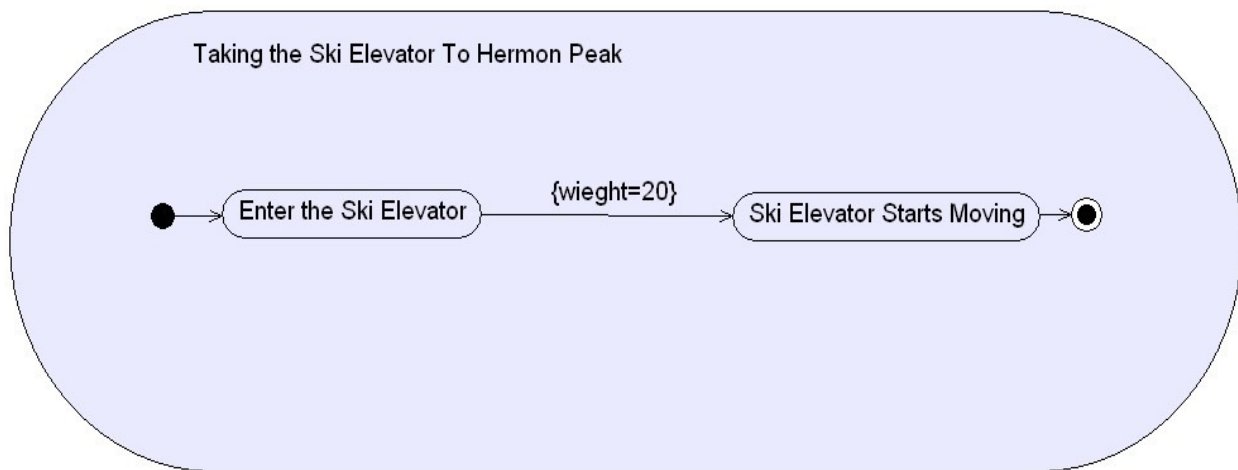 Taking the Ski Elevator To Hermon Peak
{wieght=20}
Enter the Ski Elevator
Ski Elevator Starts Moving